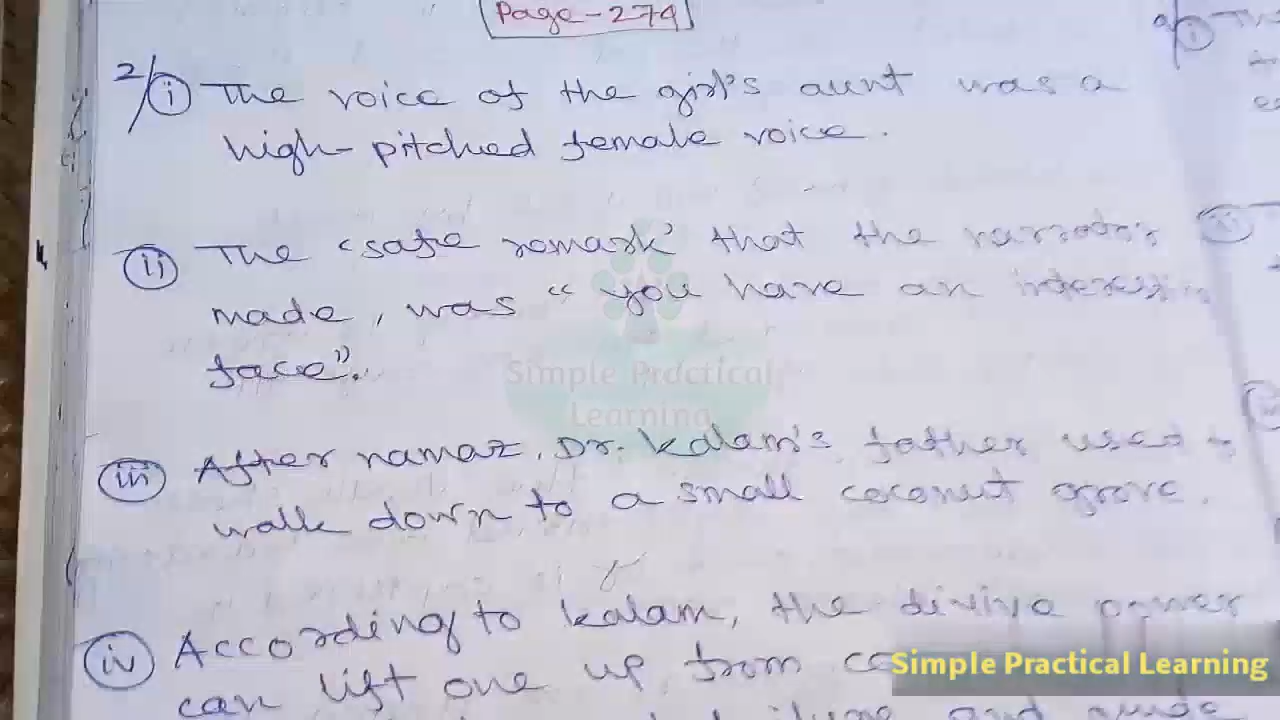 Page-274
2/ i The voice of the girl's aunt was a
high-pitched female voice.
ii The 'safe remark' that the narrator's
made, was "you have an interesting
face".
iii After namaz, Dr. Kalam's father used to
walk down to a small coconut grove.
iv According to Kalam, the divine power
can lift one up, from
and guide
Simple Practical
Learning
Simple Practical Learning